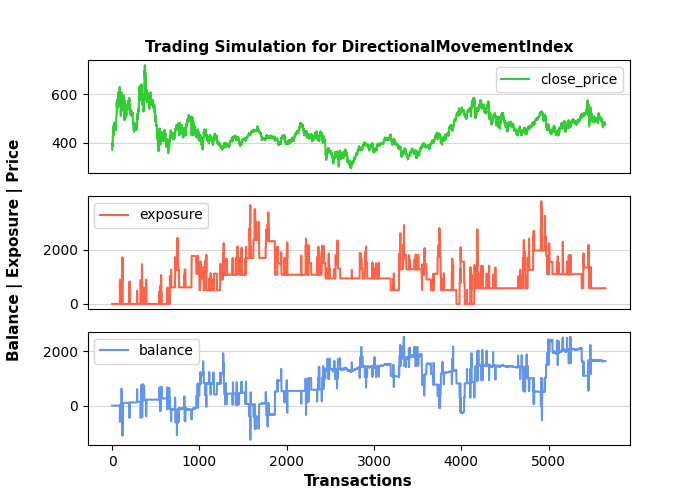 Trading Simulation for DirectionalMovementIndex
close_price
600
400
exposure
2000
0
balance
2000
0
0 1000 2000 3000 4000 5000
Transactions
Balance | Exposure | Price